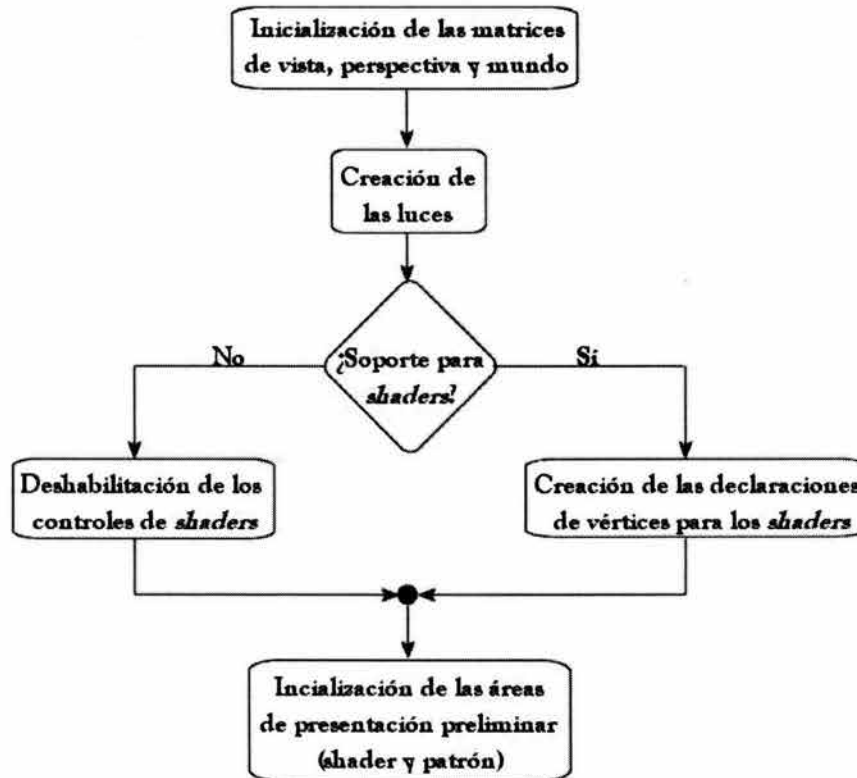 Inicialización de las matrices
de vista, perspectiva y mundo
Creación de
las luces
¿Soporte para
shaders?
No
Sí
Deshabilitación de los
controles de shaders
Creación de las declaraciones
de vértices para los shaders
Incialización de las áreas
de presentación preliminar
(shader y patrón)